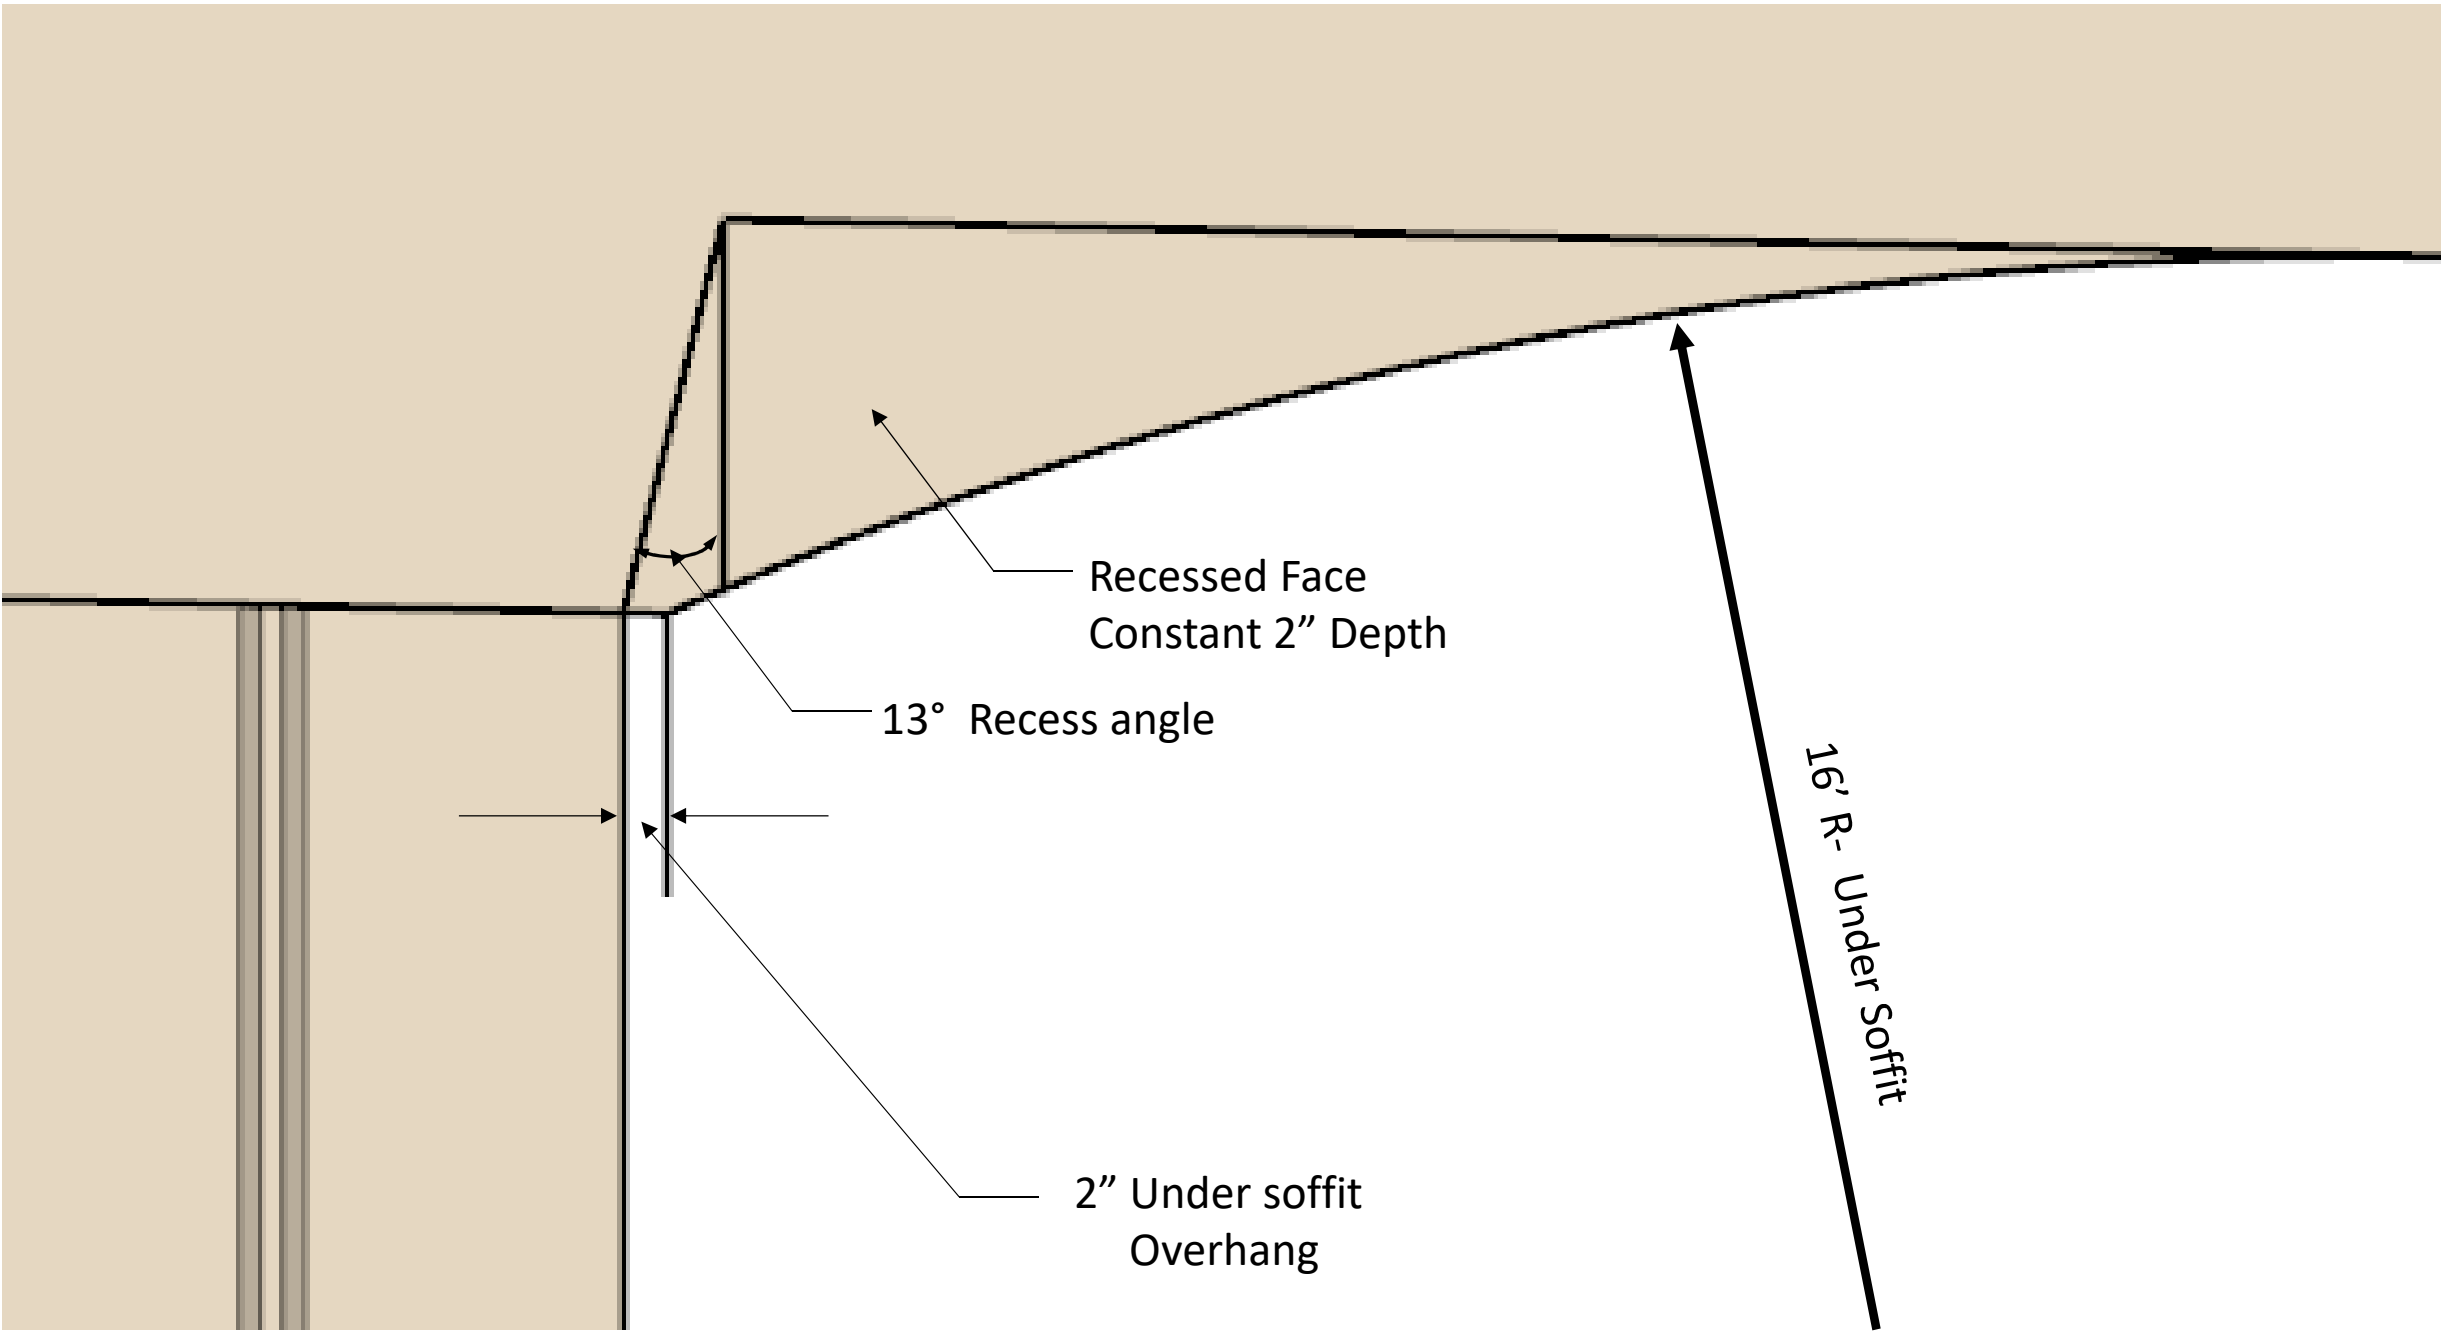 Recessed Face
Constant 2” Depth
13°  Recess angle
16’ R-  Under Soffit
2” Under soffit
Overhang